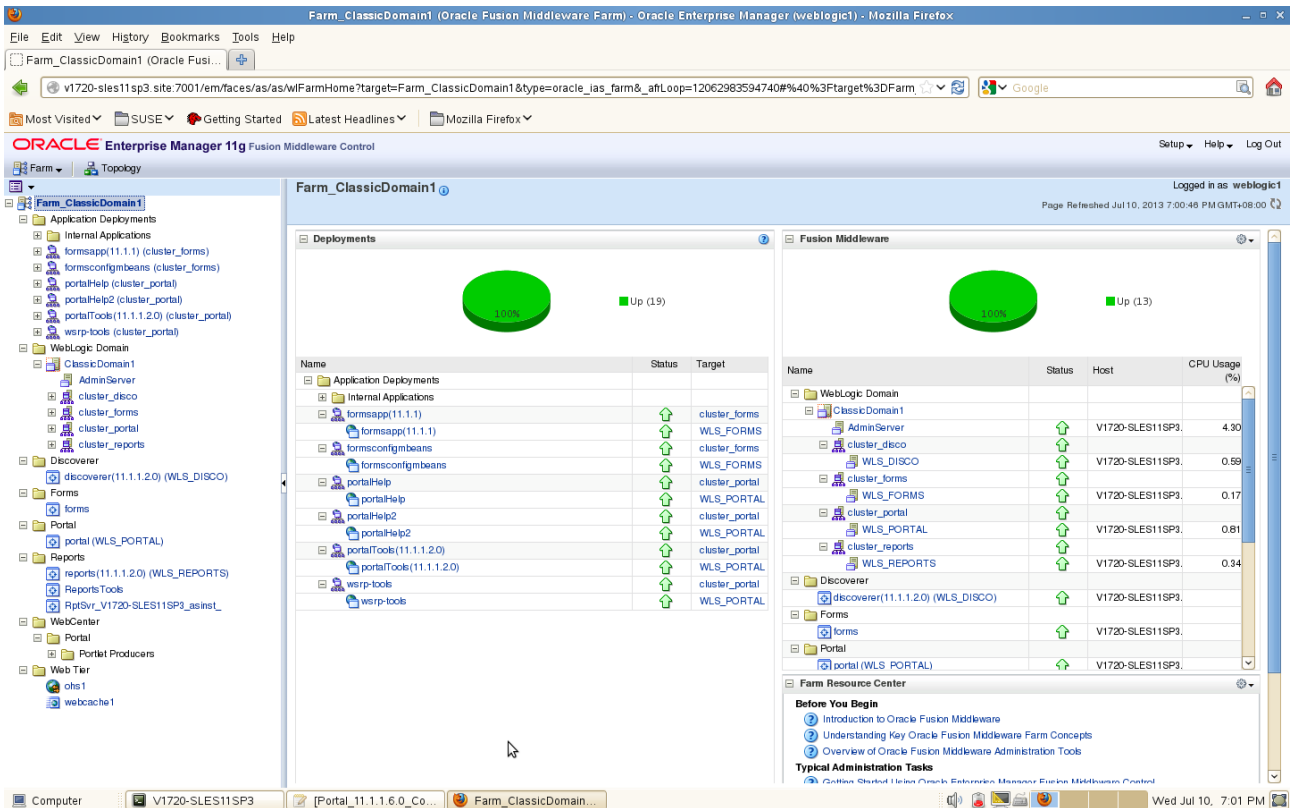 Farm_ClassicDomain1 (Oracle Fusion Middleware Farm) - Oracle Enterprise Manager (weblogic1) - Mozilla Firefox
File Edit View History Bookmarks Tools Help
Farm_ClassicDomain1 (Oracle Fusi...
v1720-sles11sp3.site:7001/em/faces/as/as/wlFarmHome?target=Farm_ClassicDomain1&type=oracle_ias_farm&_afrLoop=12062983594740#%40%3Ftarget%3DFarm_
Google
Most Visited SUSE Getting Started Latest Headlines Mozilla Firefox
ORACLE Enterprise Manager 11g Fusion Middleware Control
Setup Help Log Out
Farm Topology
Farm_ClassicDomain1
Application Deployments
Internal Applications
formsapp(11.1.1) (cluster_forms)
formsconfigmbeans (cluster_forms)
portalHelp (cluster_portal)
portalHelp2 (cluster_portal)
portalTools(11.1.1.2.0) (cluster_portal)
wsrp-tools (cluster_portal)
WebLogic Domain
ClassicDomain1
AdminServer
cluster_disco
cluster_forms
cluster_portal
cluster_reports
Discoverer
discoverer(11.1.1.2.0) (WLS_DISCO)
Forms
forms
Portal
portal (WLS_PORTAL)
Reports
reports(11.1.1.2.0) (WLS_REPORTS)
ReportsTools
RptSvr_V1720-SLES11SP3_asinst_
WebCenter
Portal
Portlet Producers
Web Tier
ohs1
webcache1
Farm_ClassicDomain1
Logged in as weblogic1
Page Refreshed Jul 10, 2013 7:00:46 PM GMT+08:00
Deployments
100%
Up (19)
Name Status Target
Application Deployments
Internal Applications
formsapp(11.1.1) cluster_forms
formsapp(11.1.1) WLS_FORMS
formsconfigmbeans cluster_forms
formsconfigmbeans WLS_FORMS
portalHelp cluster_portal
portalHelp WLS_PORTAL
portalHelp2 cluster_portal
portalHelp2 WLS_PORTAL
portalTools(11.1.1.2.0) cluster_portal
portalTools(11.1.1.2.0) WLS_PORTAL
wsrp-tools cluster_portal
wsrp-tools WLS_PORTAL
Fusion Middleware
100%
Up (13)
Name Status Host CPU Usage (%)
WebLogic Domain
ClassicDomain1
AdminServer V1720-SLES11SP3. 4.30
cluster_disco
WLS_DISCO V1720-SLES11SP3. 0.59
cluster_forms
WLS_FORMS V1720-SLES11SP3. 0.17
cluster_portal
WLS_PORTAL V1720-SLES11SP3. 0.81
cluster_reports
WLS_REPORTS V1720-SLES11SP3. 0.34
Discoverer
discoverer(11.1.1.2.0) (WLS_DISCO) V1720-SLES11SP3.
Forms
forms V1720-SLES11SP3.
Portal
portal (WLS_PORTAL) V1720-SLES11SP3.
Farm Resource Center
Before You Begin
Introduction to Oracle Fusion Middleware
Understanding Key Oracle Fusion Middleware Farm Concepts
Overview of Oracle Fusion Middleware Administration Tools
Typical Administration Tasks
Getting Started Using Oracle Enterprise Manager Fusion Middleware Control
Computer V1720-SLES11SP3 [Portal_11.1.1.6.0_Co... Farm_ClassicDomain... Wed Jul 10, 7:01 PM